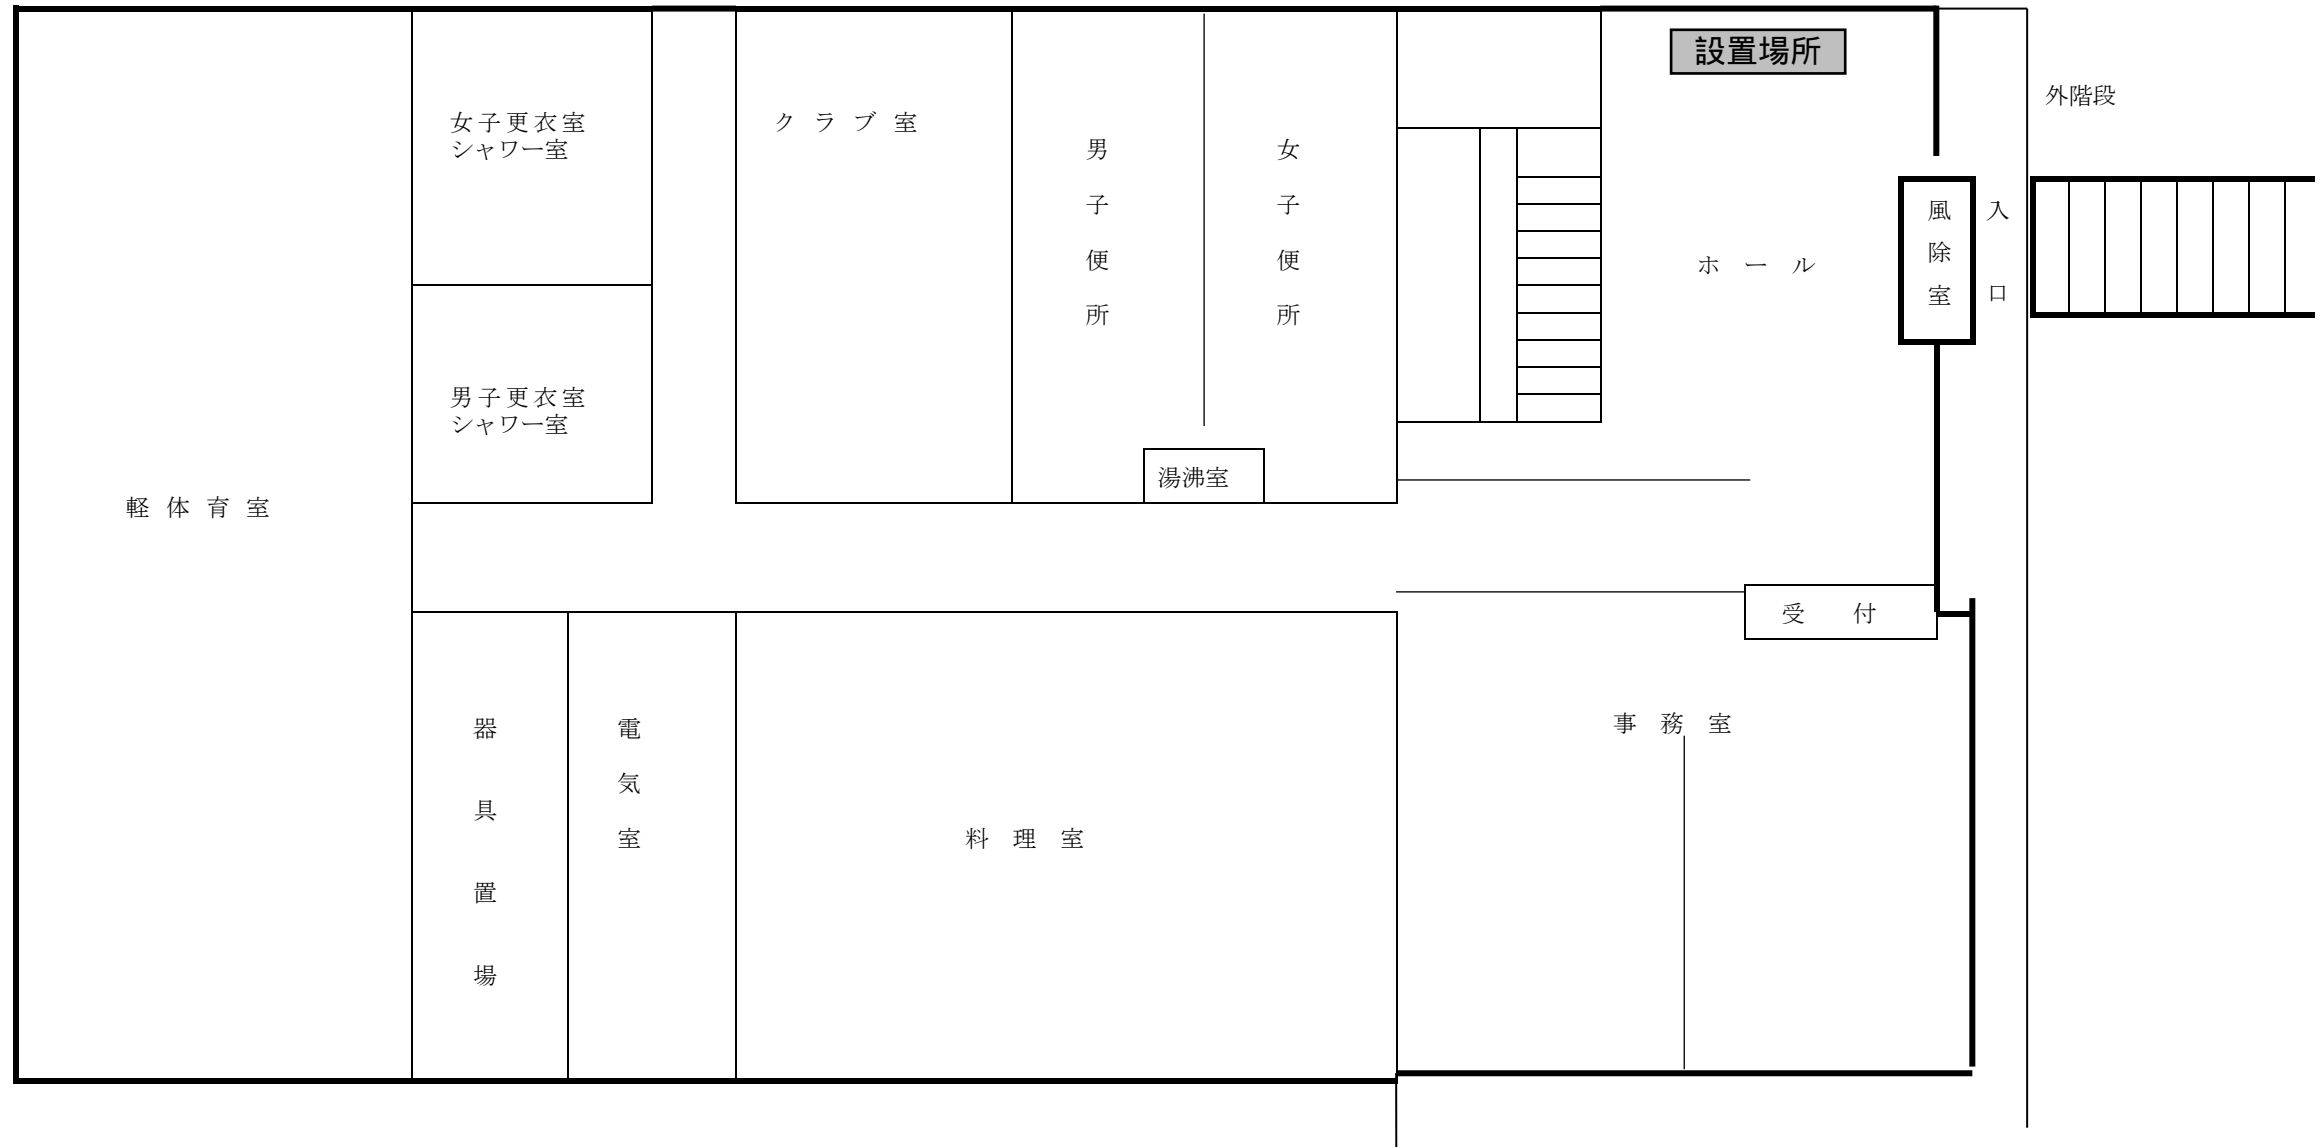 設置場所
外階段
女子更衣室
シャワー室
クラブ室
男子便所
女子便所
風除室
入口
ホール
男子更衣室
シャワー室
湯沸室
軽体育室
受付
事務室
器具置場
電気室
料理室